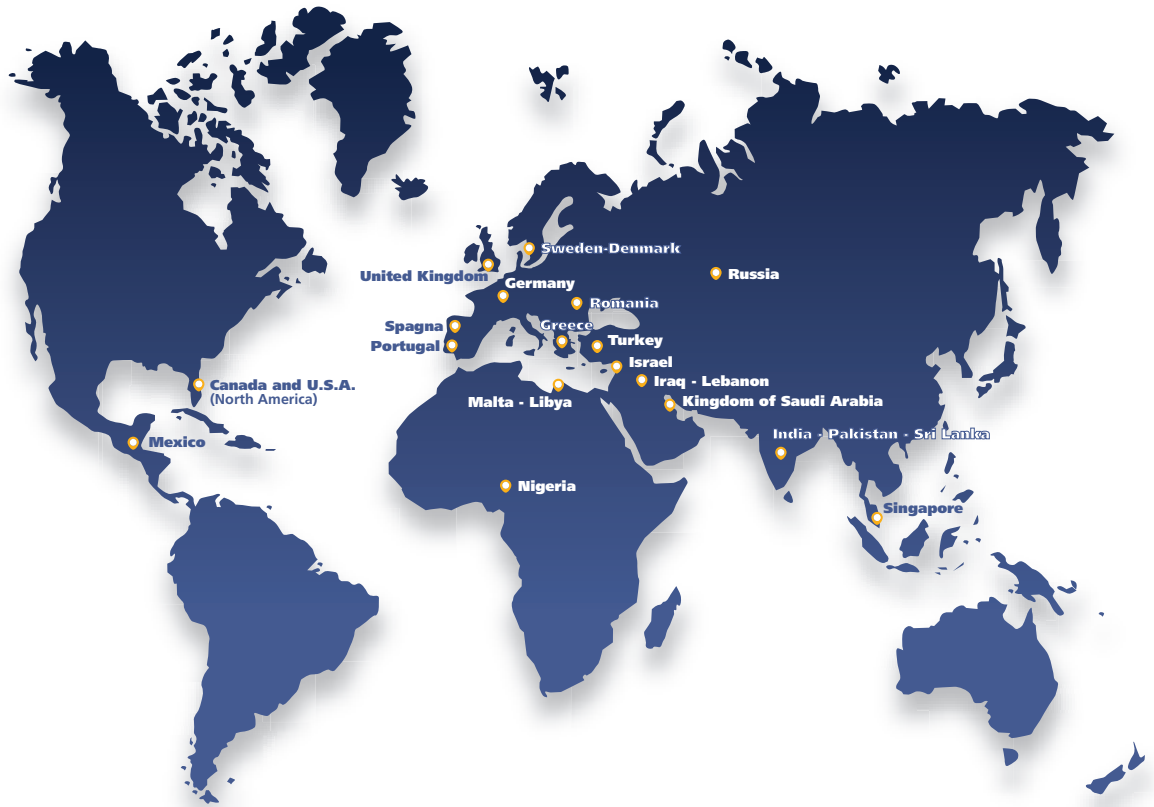 Sweden-Denmark
United Kingdom
Russia
Germany
Romania
Spagna
Greece
Portugal
Turkey
Israel
Canada and U.S.A.
(North America)
Iraq - Lebanon
Malta - Libya
Kingdom of Saudi Arabia
India - Pakistan - Sri Lanka
Mexico
Nigeria
Singapore